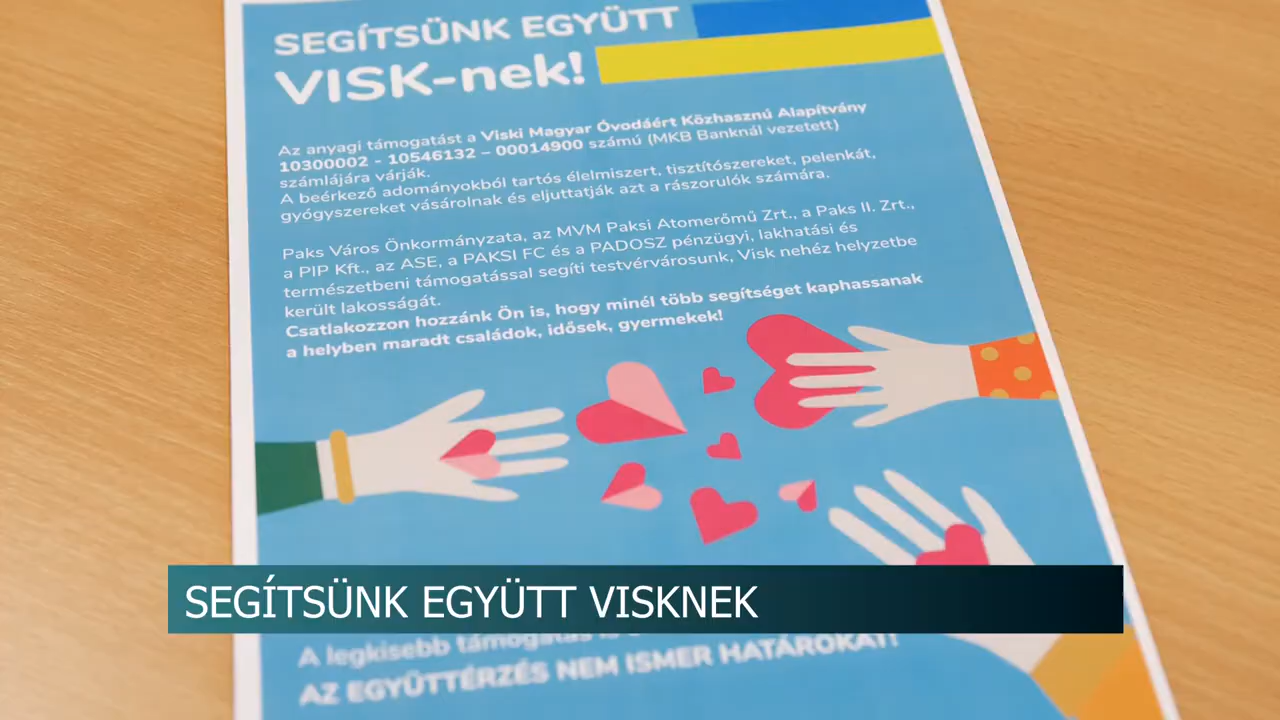 SEGÍTSÜNK EGYÜTT
VISK-nek!
Az anyagi támogatást a Viski Magyar Óvodáért Közhasznú Alapítvány
10300002 - 10546132 – 00014900 számú (MKB Banknál vezetett)
számlájára várják.
A beérkező adományokból tartós élelmiszert, tisztítószereket, pelenkát,
gyógyszereket vásárolnak és eljuttatják azt a rászorulók számára.
Paks Város Önkormányzata, az MVM Paksi Atomerőmű Zrt., a Paks II. Zrt.,
a PIP Kft., az ASE, a PAKSI FC és a PADOSZ pénzügyi, lakhatási és
természetbeni támogatással segíti testvérvárosunk, Visk nehéz helyzetbe
került lakosságát.
Csatlakozzon hozzánk Ön is, hogy minél több segítséget kaphassanak
a helyben maradt családok, idősek, gyermekek!
SEGÍTSÜNK EGYÜTT VISKNEK
A legkisebb támogatás is
AZ EGYÜTTÉRZÉS NEM ISMER HATÁROKAT!